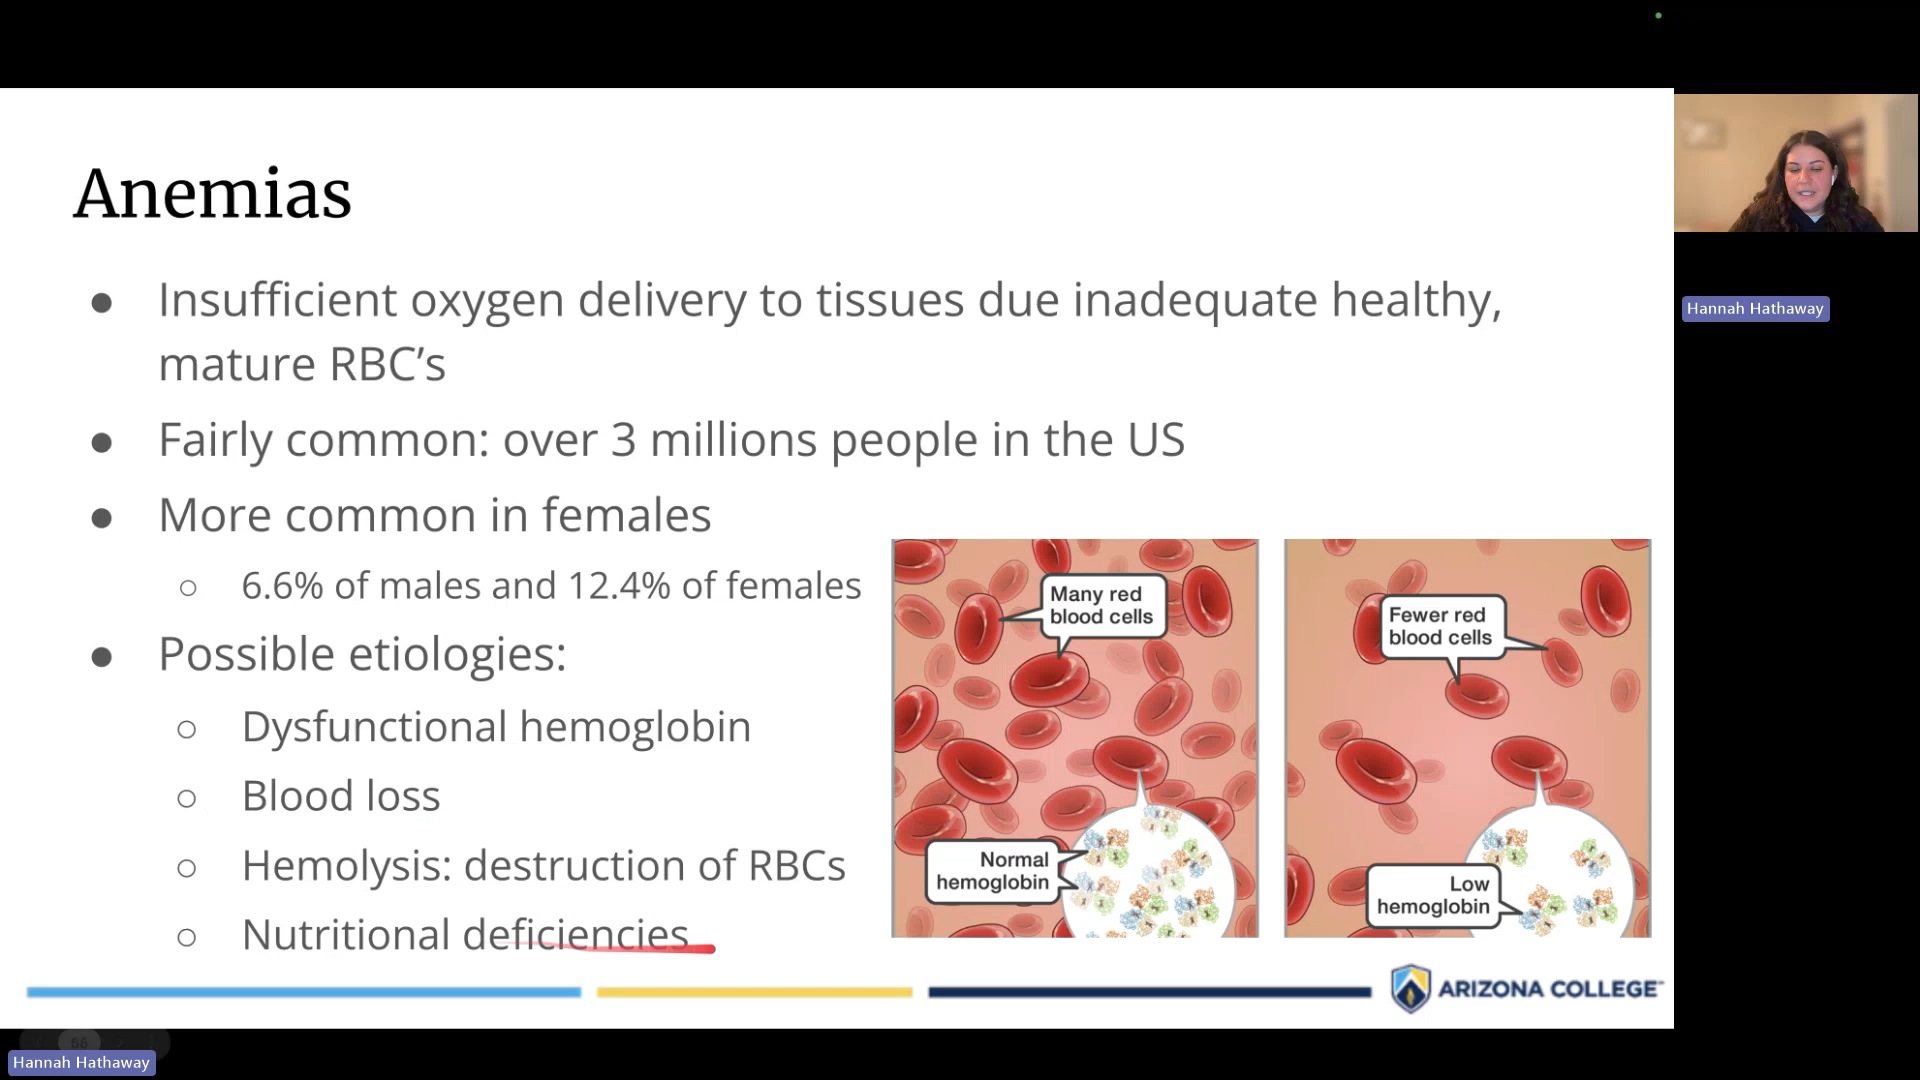 Anemias
● Insufficient oxygen delivery to tissues due inadequate healthy,
mature RBC’s
● Fairly common: over 3 millions people in the US
● More common in females
○ 6.6% of males and 12.4% of females
● Possible etiologies:
○ Dysfunctional hemoglobin
○ Blood loss
○ Hemolysis: destruction of RBCs
○ Nutritional deficiencies
Many red
blood cells
Normal
hemoglobin
Fewer red
blood cells
Low
hemoglobin
ARIZONA COLLEGE
Hannah Hathaway
66
Hannah Hathaway